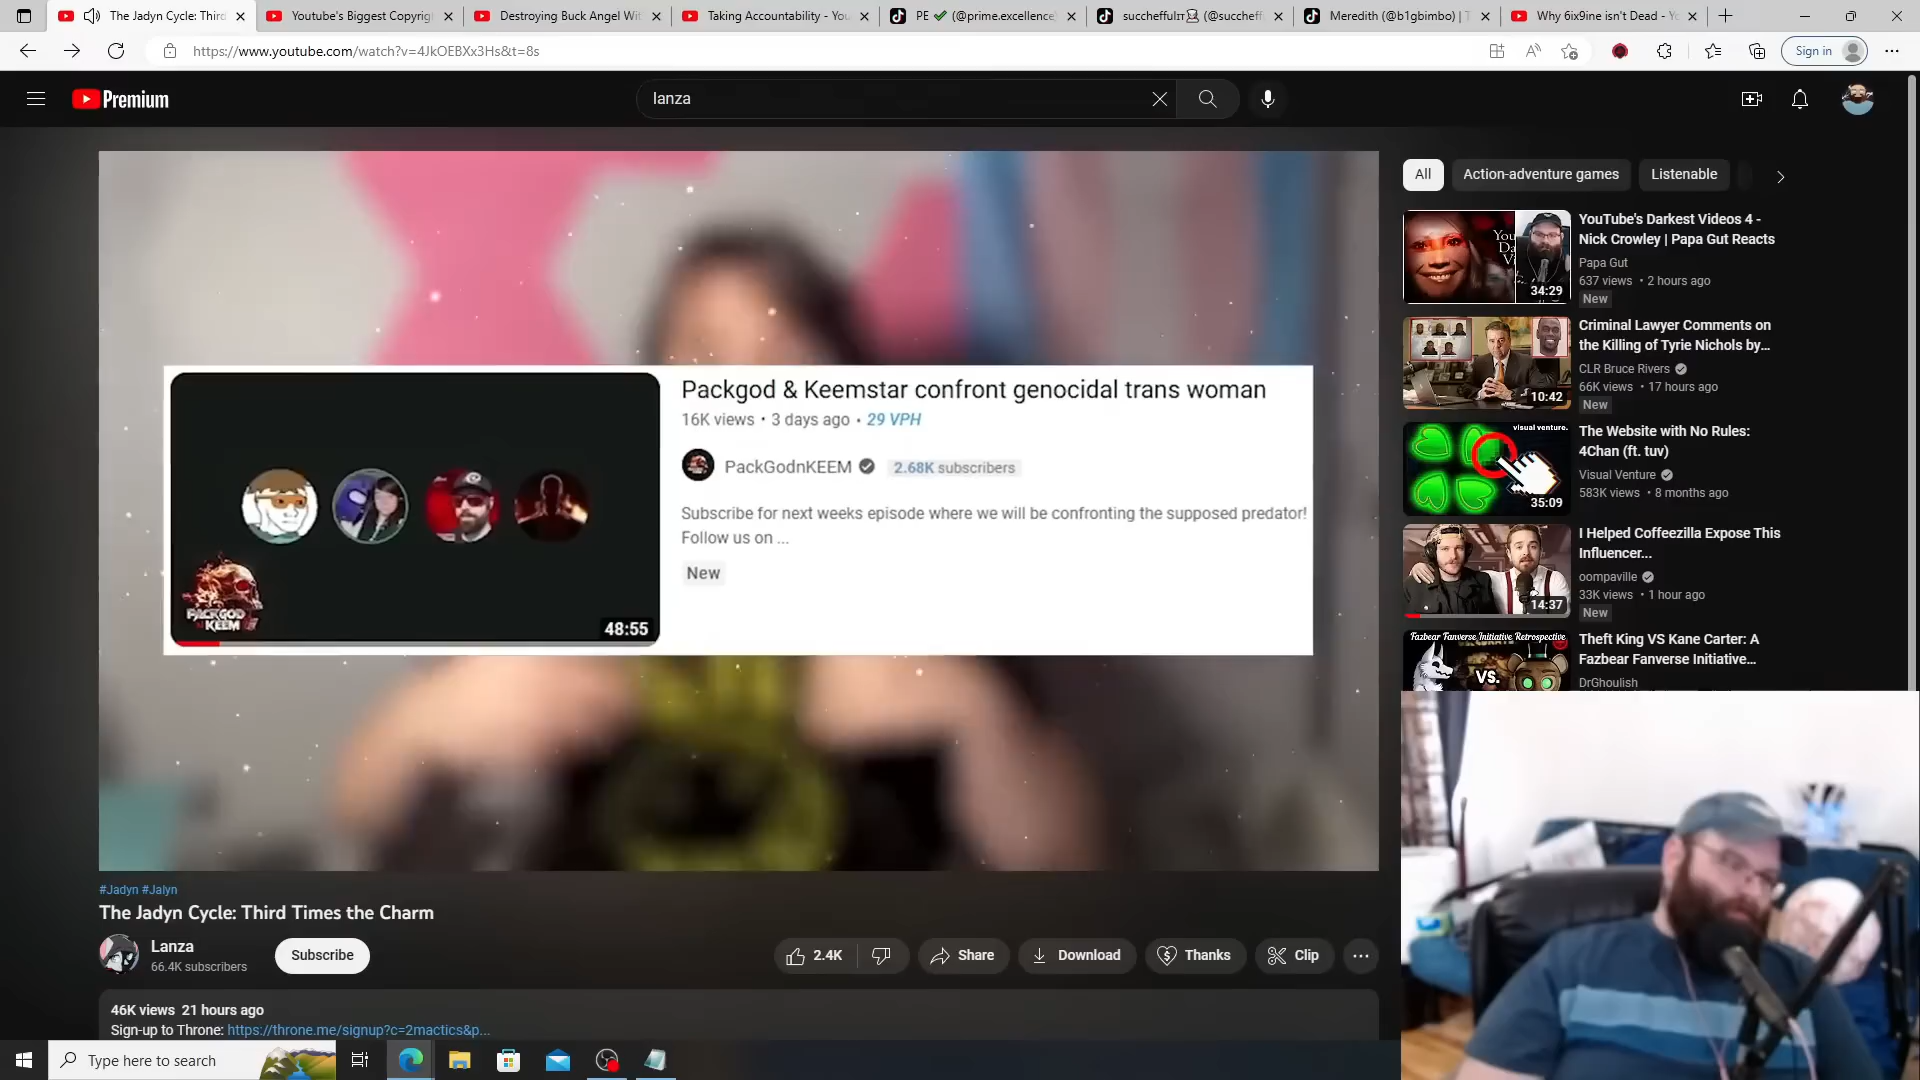 The Jadyn Cycle: Third
Youtube's Biggest Copyrig
Destroying Buck Angel Wi
Taking Accountability - Yo
PE ✅ (@prime.excellence
Meredith (@b1gbimbo) | T
Why 6ix9ine isn't Dead - Yo
https://www.youtube.com/watch?v=4JkOEBXx3Hs&t=8s
Sign in
Premium
lanza
Packgod & Keemstar confront genocidal trans woman
16K views • 3 days ago • 29 VPH
PackGodnKEEM
2.68K subscribers
Subscribe for next weeks episode where we will be confronting the supposed predator!
Follow us on ...
New
PACKGOD
KEEM
48:55
#Jadyn #Jalyn
The Jadyn Cycle: Third Times the Charm
Lanza
66.4K subscribers
Subscribe
2.4K
Share
Download
Thanks
Clip
46K views 21 hours ago
Sign-up to Throne: https://throne.me/signup?c=2mactics&p...
All
Action-adventure games
Listenable
34:29
YouTube's Darkest Videos 4 -
Nick Crowley | Papa Gut Reacts
Papa Gut
637 views • 2 hours ago
New
10:42
Criminal Lawyer Comments on
the Killing of Tyrie Nichols by...
CLR Bruce Rivers
66K views • 17 hours ago
New
visual venture.
35:09
The Website with No Rules:
4Chan (ft. tuv)
Visual Venture
583K views • 8 months ago
14:37
I Helped Coffeezilla Expose This
Influencer...
oompaville
33K views • 1 hour ago
New
Fazbear Fanverse Initiative Retrospective
VS.
Theft King VS Kane Carter: A
Fazbear Fanverse Initiative...
DrGhoulish
Type here to search